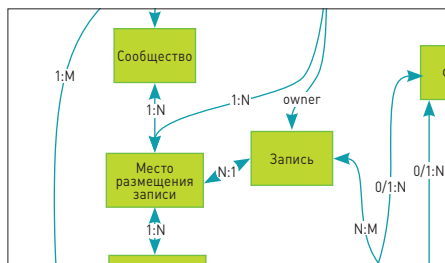 Сообщество
1:M
1:N
1:N
owner
Место
размещения
записи
N:1
Запись
0/1:N
0/1:N
N:M
1:N